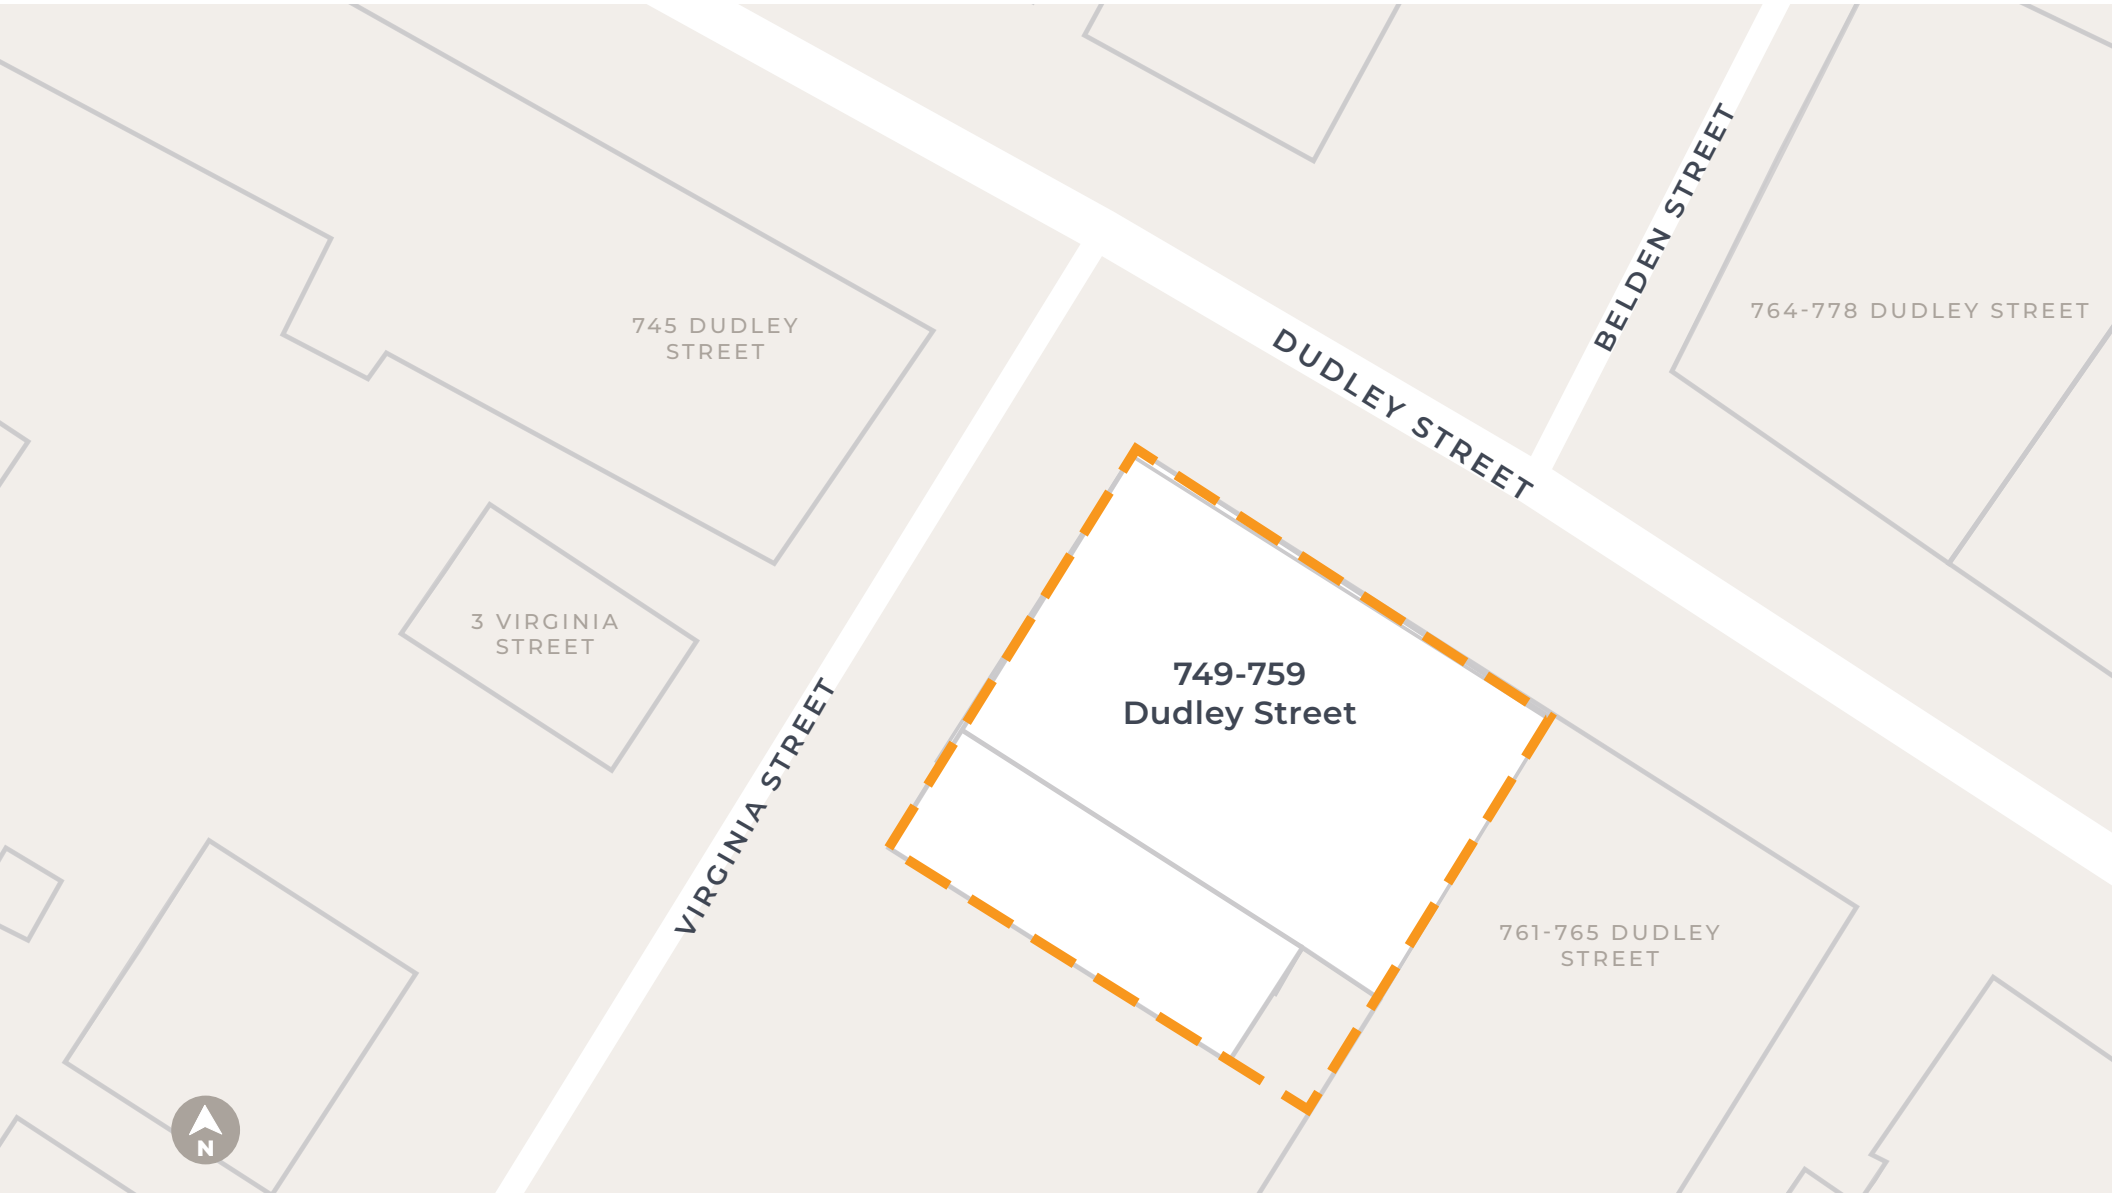 BELDEN STREET
764-778 DUDLEY STREET
745 DUDLEY
STREET
DUDLEY STREET
3 VIRGINIA
STREET
749-759
Dudley Street
VIRGINIA STREET
761-765 DUDLEY
STREET
N